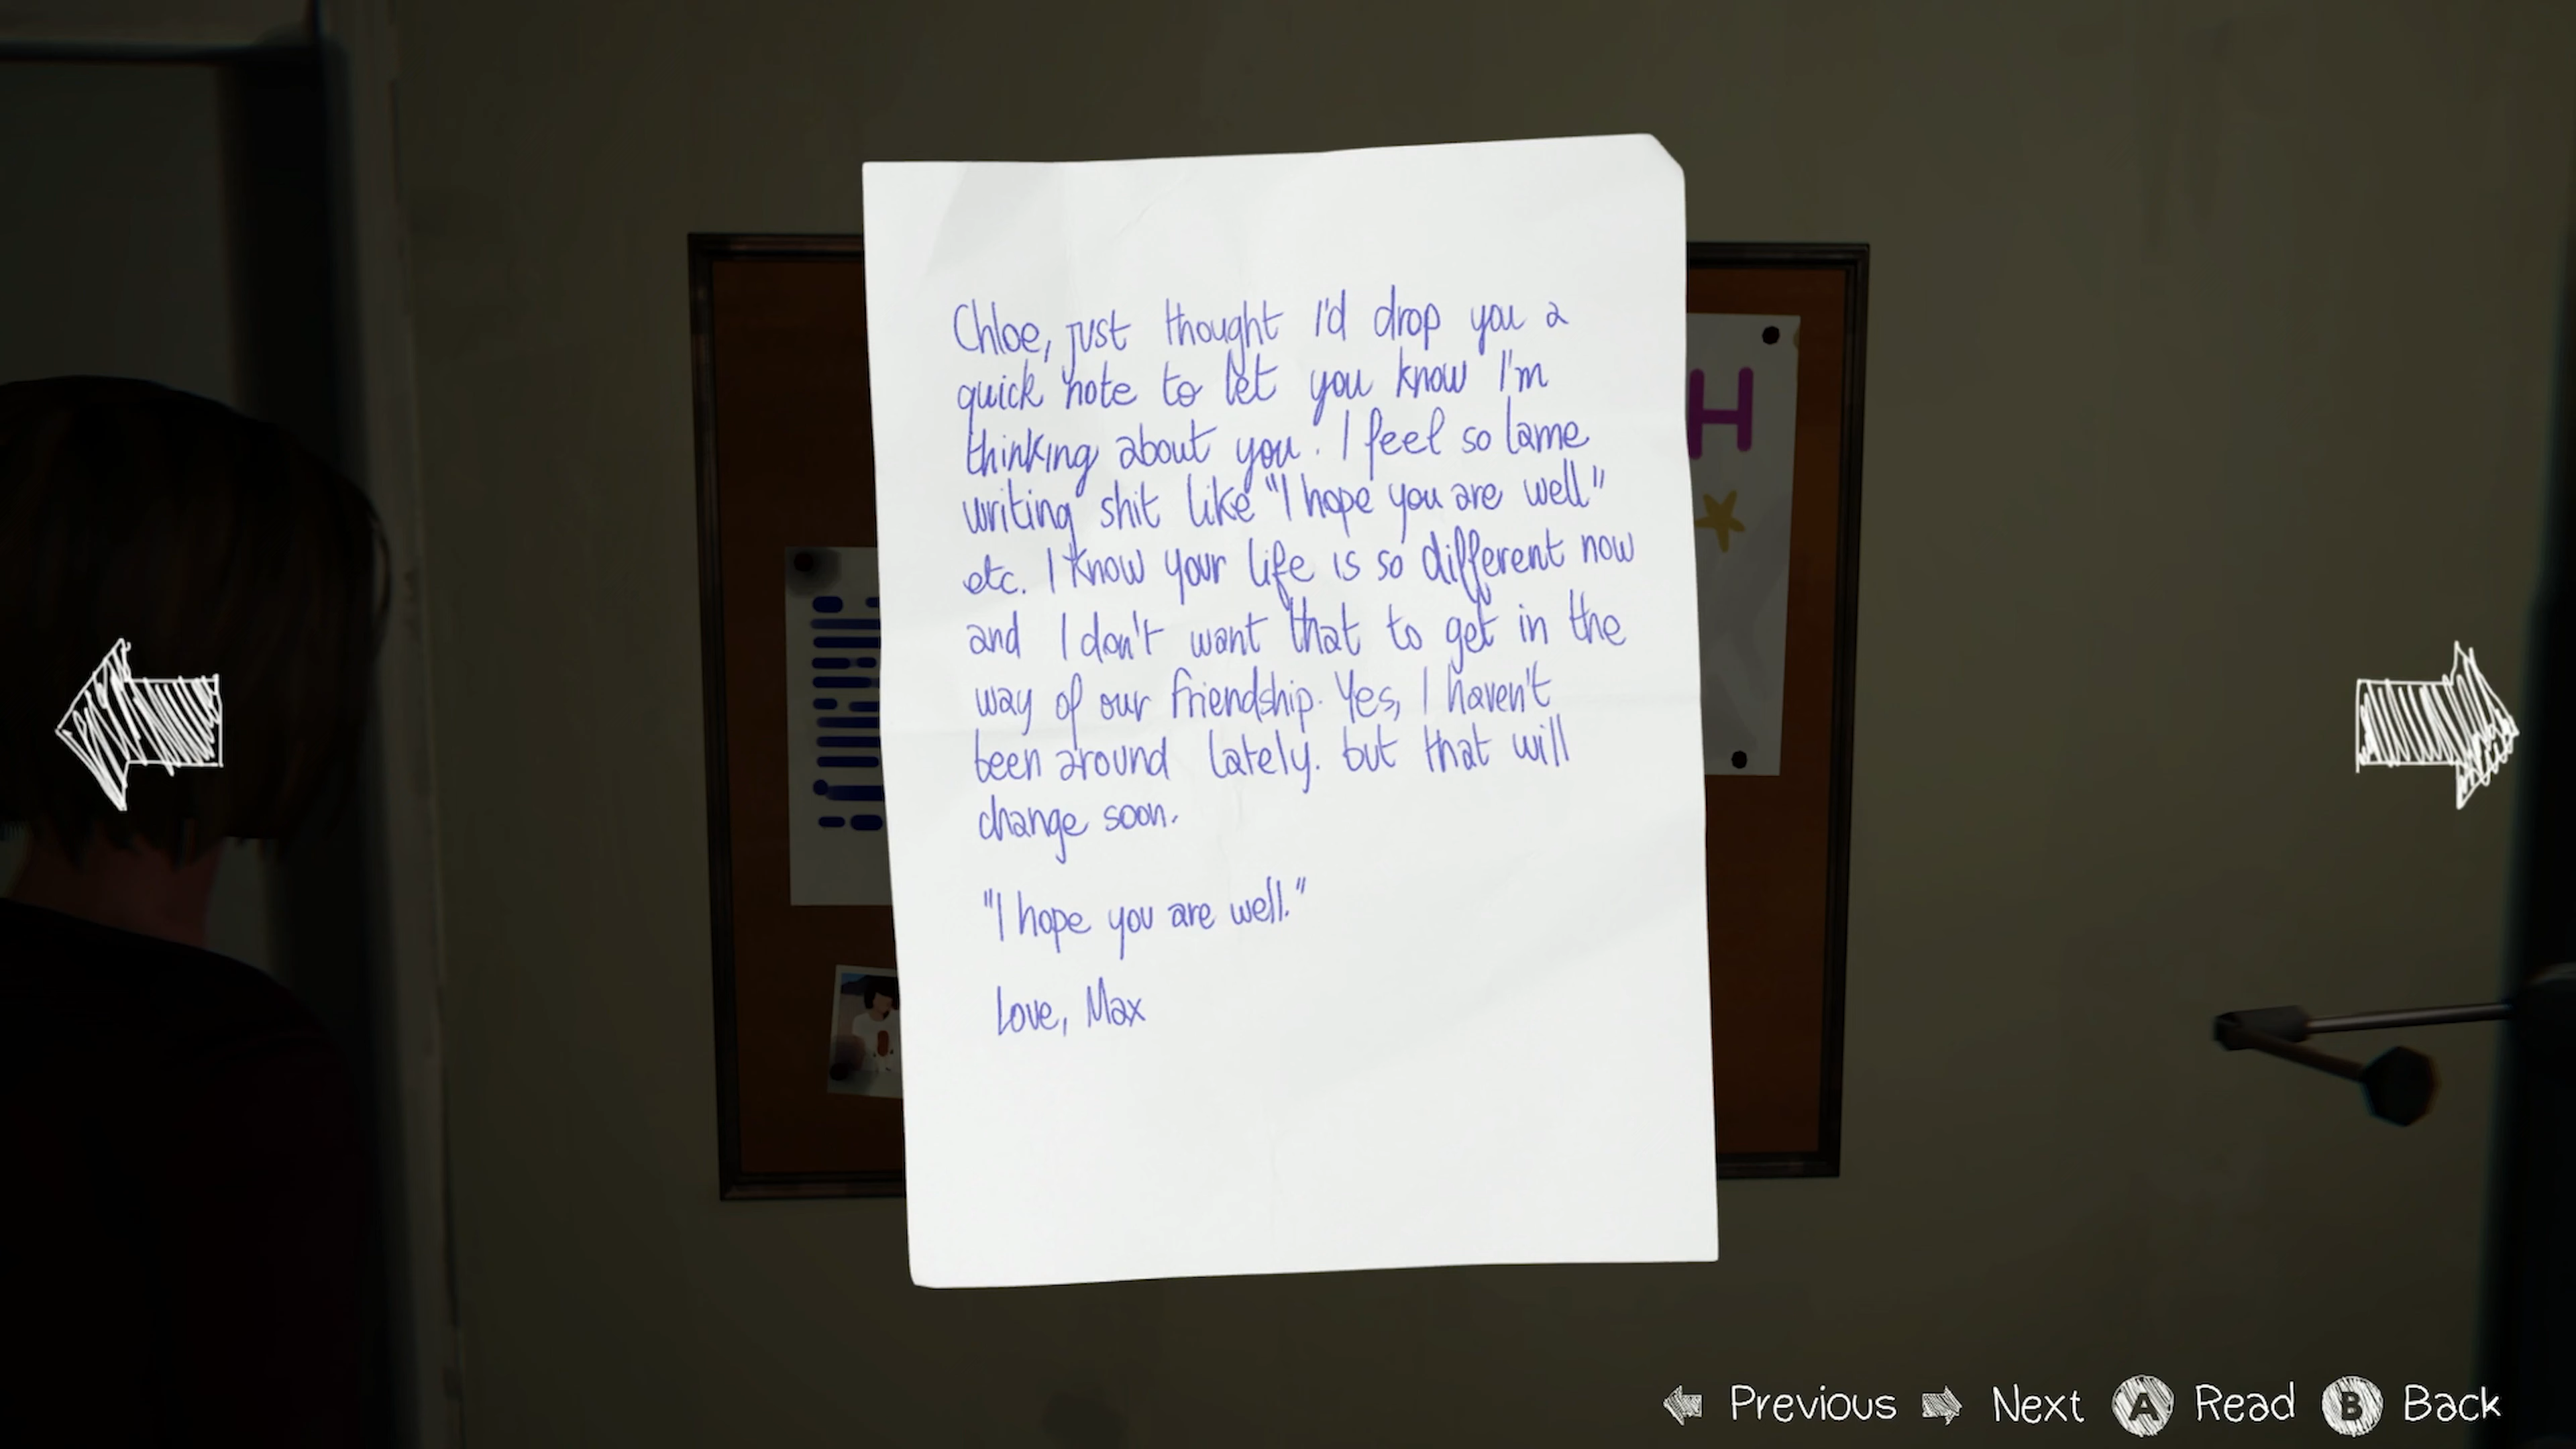 Chloe, just thought I'd drop you a
quick note to let you know I'm
thinking about you. I feel so lame
writing shit like "I hope you are well"
etc. I know your life is so different now
and I don't want that to get in the
way of our friendship. Yes, I haven't
been around lately. but that will
change soon.
"I hope you are well."
Love, Max
H
Previous Next A Read B Back